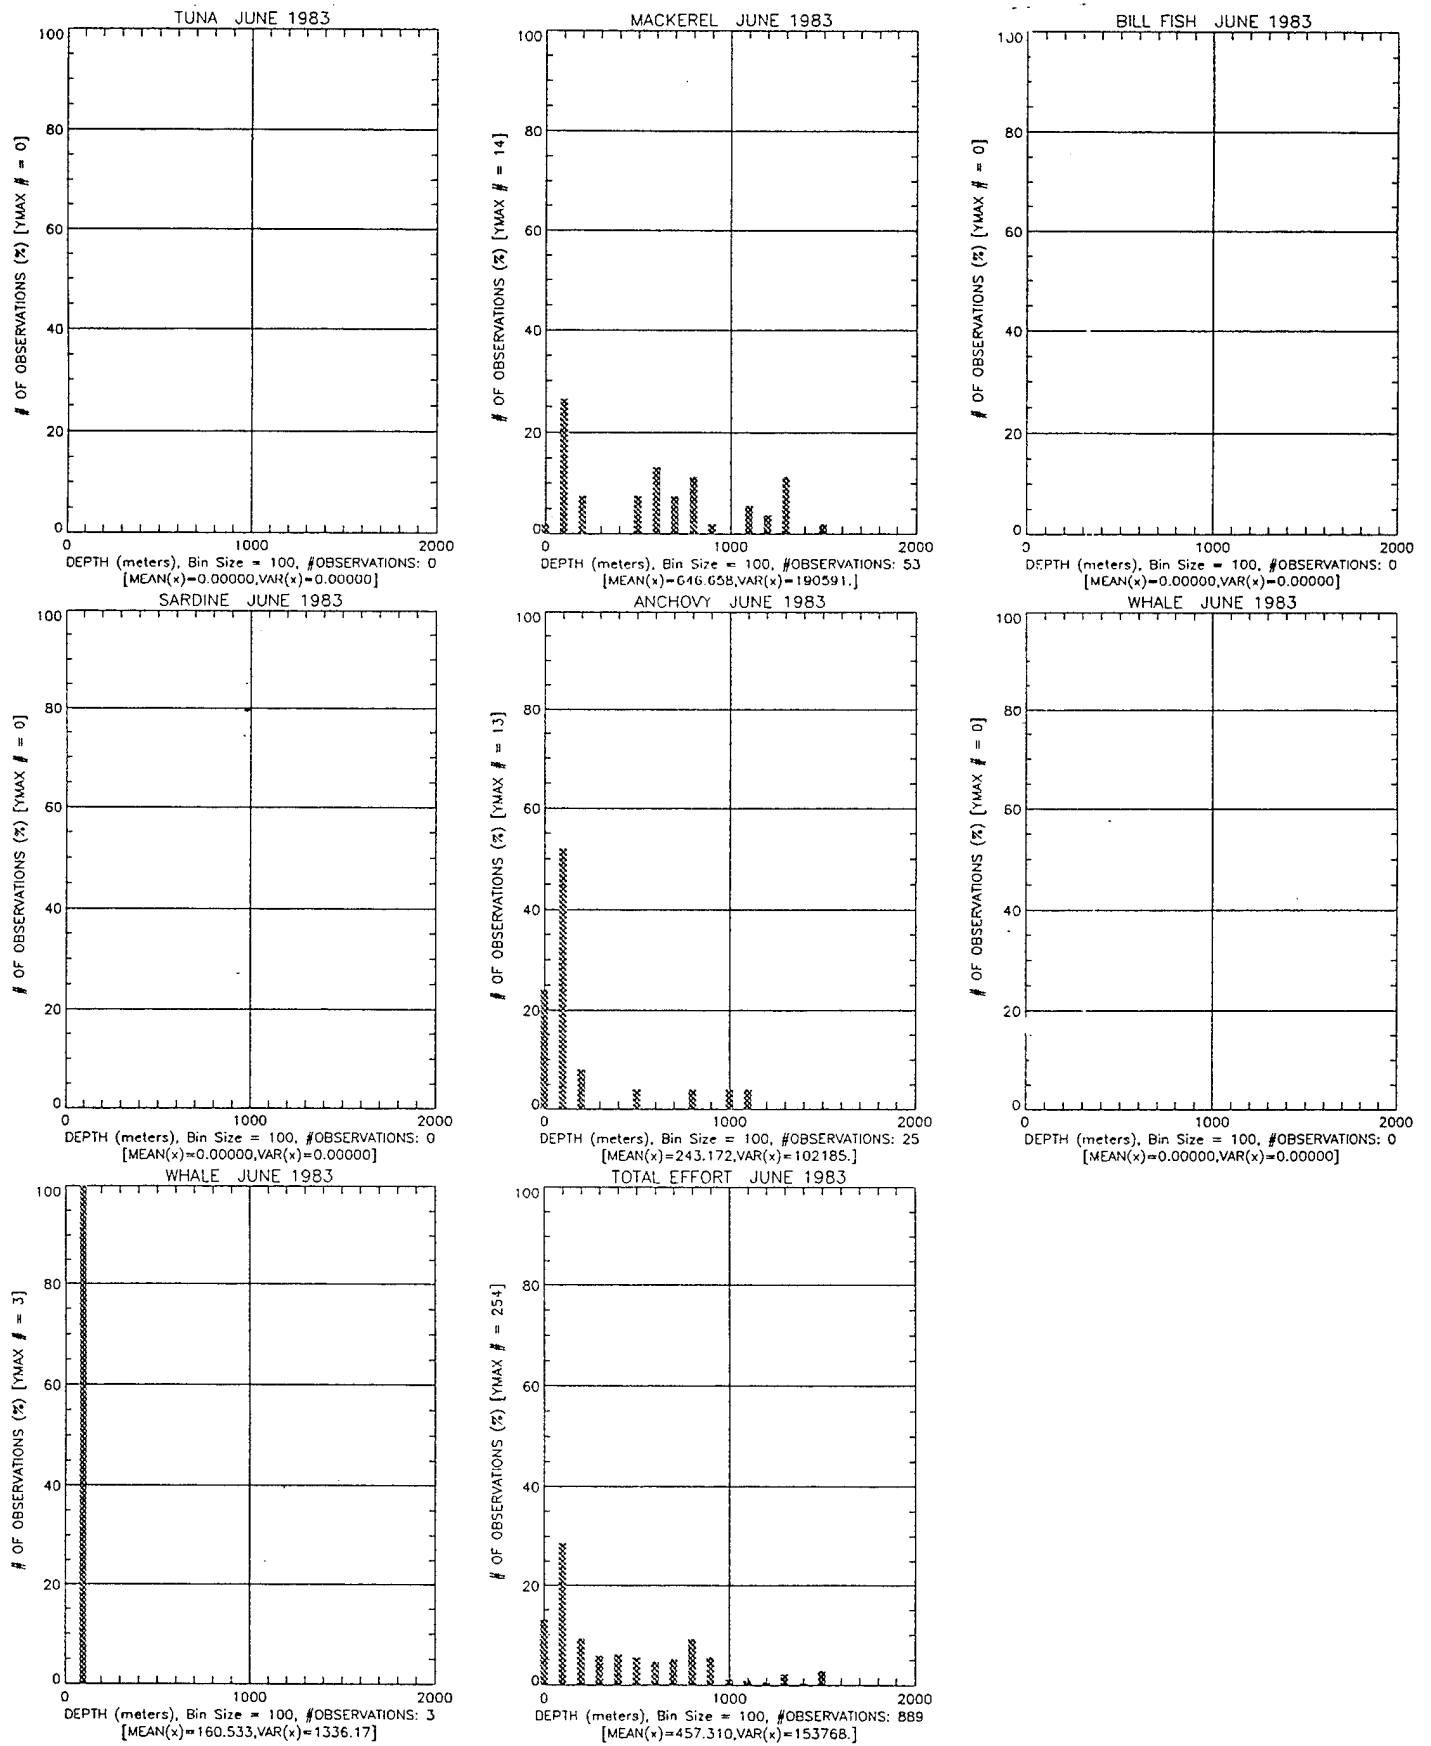 TUNA JUNE 1983
100
80
60
40
20
0
# OF OBSERVATIONS (%) [YMAX # = 0]
0 1000 2000
DEPTH (meters), Bin Size = 100, #OBSERVATIONS: 0
[MEAN(x)=0.00000,VAR(x)=0.00000]
MACKEREL JUNE 1983
100
80
60
40
20
0
# OF OBSERVATIONS (%) [YMAX # = 14]
0 1000 2000
DEPTH (meters), Bin Size = 100, #OBSERVATIONS: 53
[MEAN(x)=646.658,VAR(x)=190591.]
BILL FISH JUNE 1983
100
80
60
40
20
0
# OF OBSERVATIONS (%) [YMAX # = 0]
0 1000 2000
DEPTH (meters), Bin Size = 100, #OBSERVATIONS: 0
[MEAN(x)=0.00000,VAR(x)=0.00000]
SARDINE JUNE 1983
100
80
60
40
20
0
# OF OBSERVATIONS (%) [YMAX # = 0]
0 1000 2000
DEPTH (meters), Bin Size = 100, #OBSERVATIONS: 0
[MEAN(x)=0.00000,VAR(x)=0.00000]
ANCHOVY JUNE 1983
100
80
60
40
20
0
# OF OBSERVATIONS (%) [YMAX # = 13]
0 1000 2000
DEPTH (meters), Bin Size = 100, #OBSERVATIONS: 25
[MEAN(x)=243.172,VAR(x)=102185.]
WHALE JUNE 1983
100
80
60
40
20
0
# OF OBSERVATIONS (%) [YMAX # = 0]
0 1000 2000
DEPTH (meters), Bin Size = 100, #OBSERVATIONS: 0
[MEAN(x)=0.00000,VAR(x)=0.00000]
WHALE JUNE 1983
100
80
60
40
20
0
# OF OBSERVATIONS (%) [YMAX # = 3]
0 1000 2000
DEPTH (meters), Bin Size = 100, #OBSERVATIONS: 3
[MEAN(x)=160.533,VAR(x)=1336.17]
TOTAL EFFORT JUNE 1983
100
80
60
40
20
0
# OF OBSERVATIONS (%) [YMAX # = 254]
0 1000 2000
DEPTH (meters), Bin Size = 100, #OBSERVATIONS: 889
[MEAN(x)=457.310,VAR(x)=153768.]